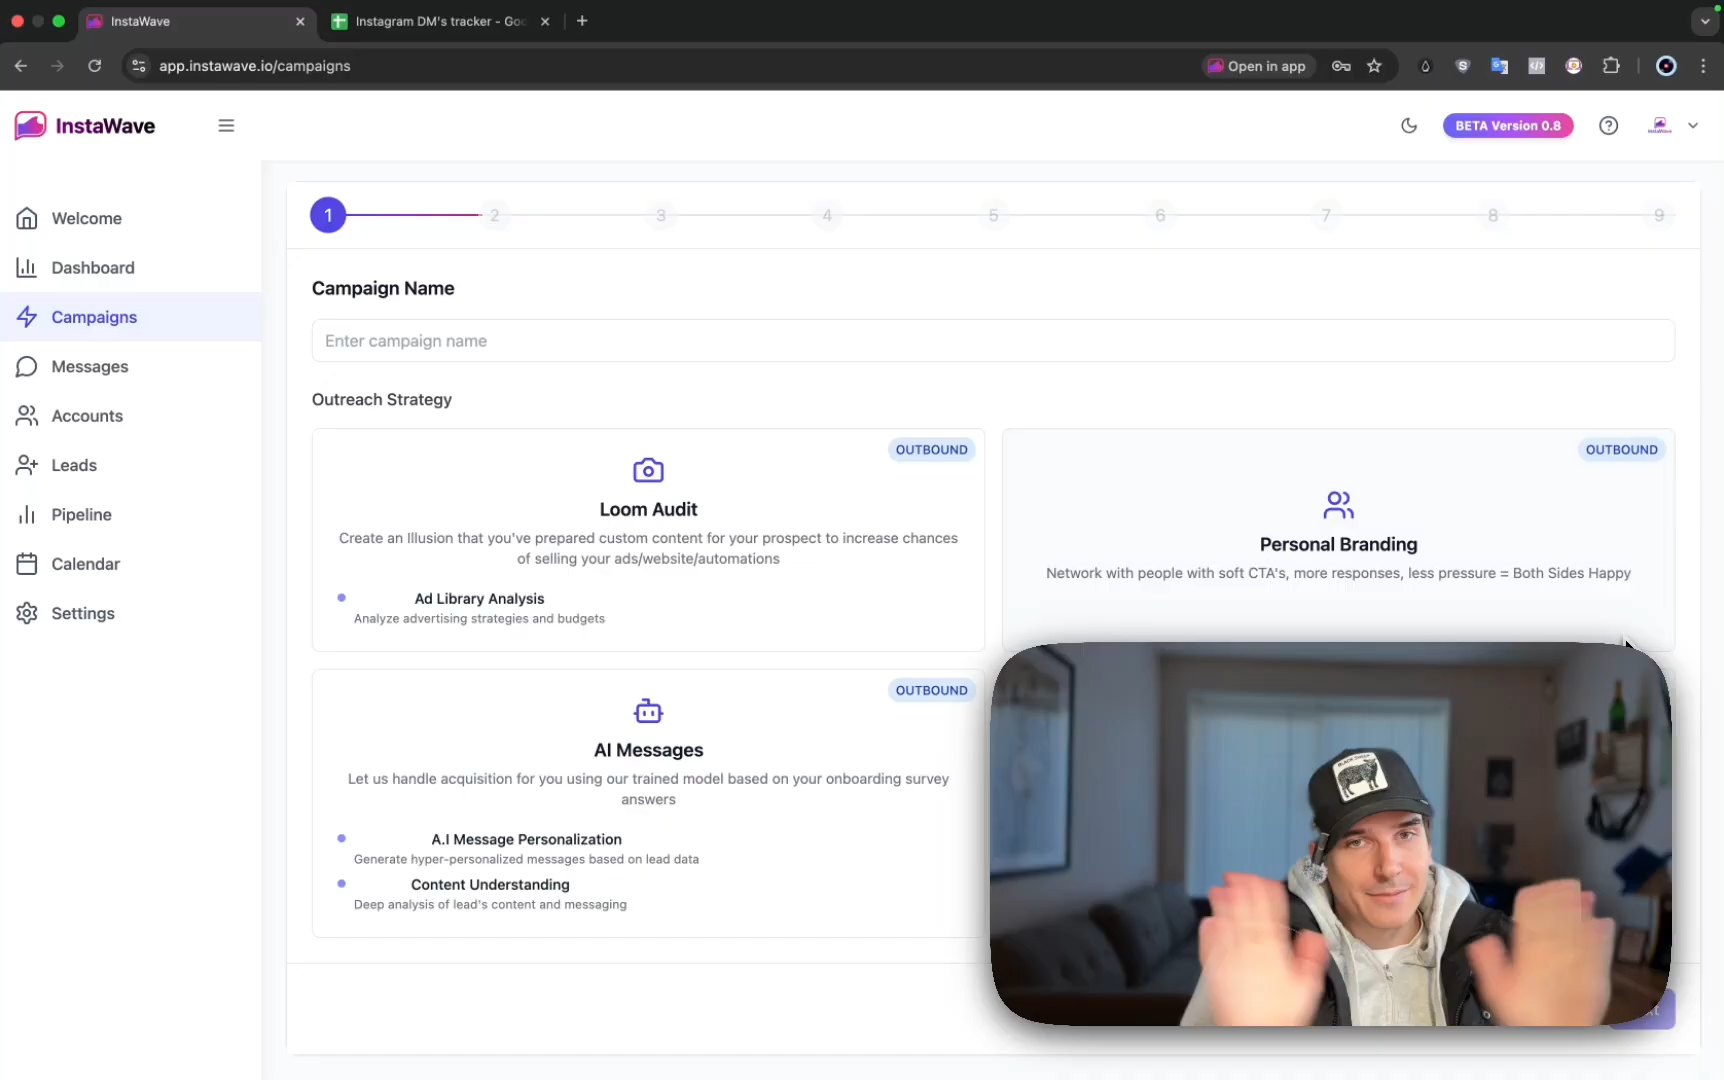 InstaWave
Instagram DM's tracker - Goo
app.instawave.io/campaigns
Open in app
InstaWave
BETA Version 0.8
Welcome
Dashboard
Campaigns
Messages
Accounts
Leads
Pipeline
Calendar
Settings
1 2 3 4 5 6 7 8 9
Campaign Name
Enter campaign name
Outreach Strategy
OUTBOUND
Loom Audit
Create an Illusion that you've prepared custom content for your prospect to increase chances
of selling your ads/website/automations
Ad Library Analysis
Analyze advertising strategies and budgets
OUTBOUND
Personal Branding
Network with people with soft CTA's, more responses, less pressure = Both Sides Happy
OUTBOUND
AI Messages
Let us handle acquisition for you using our trained model based on your onboarding survey
answers
A.I Message Personalization
Generate hyper-personalized messages based on lead data
Content Understanding
Deep analysis of lead's content and messaging
BLACK SHEEP